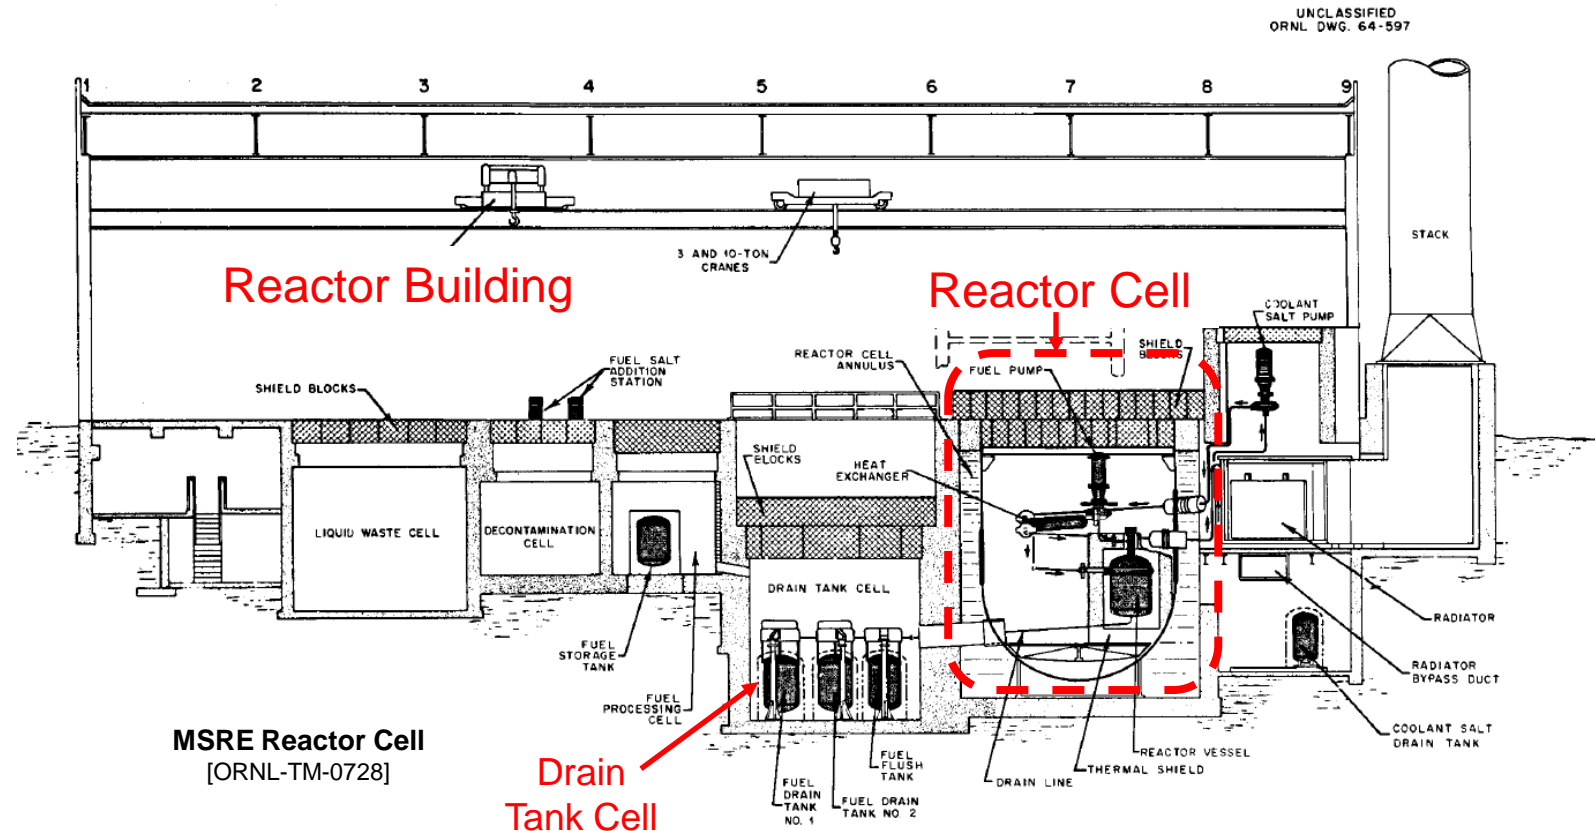 UNCLASSIFIED
ORNL DWG. 64-597
1 2 3 4 5 6 7 8 9
3 AND 10-TON
CRANES
STACK
Reactor Building
Reactor Cell
COOLANT
SALT PUMP
REACTOR CELL
ANNULUS
FUEL PUMP
SHIELD
BLOCKS
FUEL SALT
ADDITION
STATION
SHIELD BLOCKS
SHIELD
BLOCKS
HEAT
EXCHANGER
LIQUID WASTE CELL
DECONTAMINATION
CELL
DRAIN TANK CELL
RADIATOR
FUEL
STORAGE
TANK
RADIATOR
BYPASS DUCT
FUEL
PROCESSING
CELL
COOLANT SALT
DRAIN TANK
MSRE Reactor Cell
[ORNL-TM-0728]
Drain
Tank Cell
FUEL
FLUSH
TANK
REACTOR VESSEL
THERMAL SHIELD
DRAIN LINE
FUEL
DRAIN
TANK
NO. 1
FUEL DRAIN
TANK NO. 2